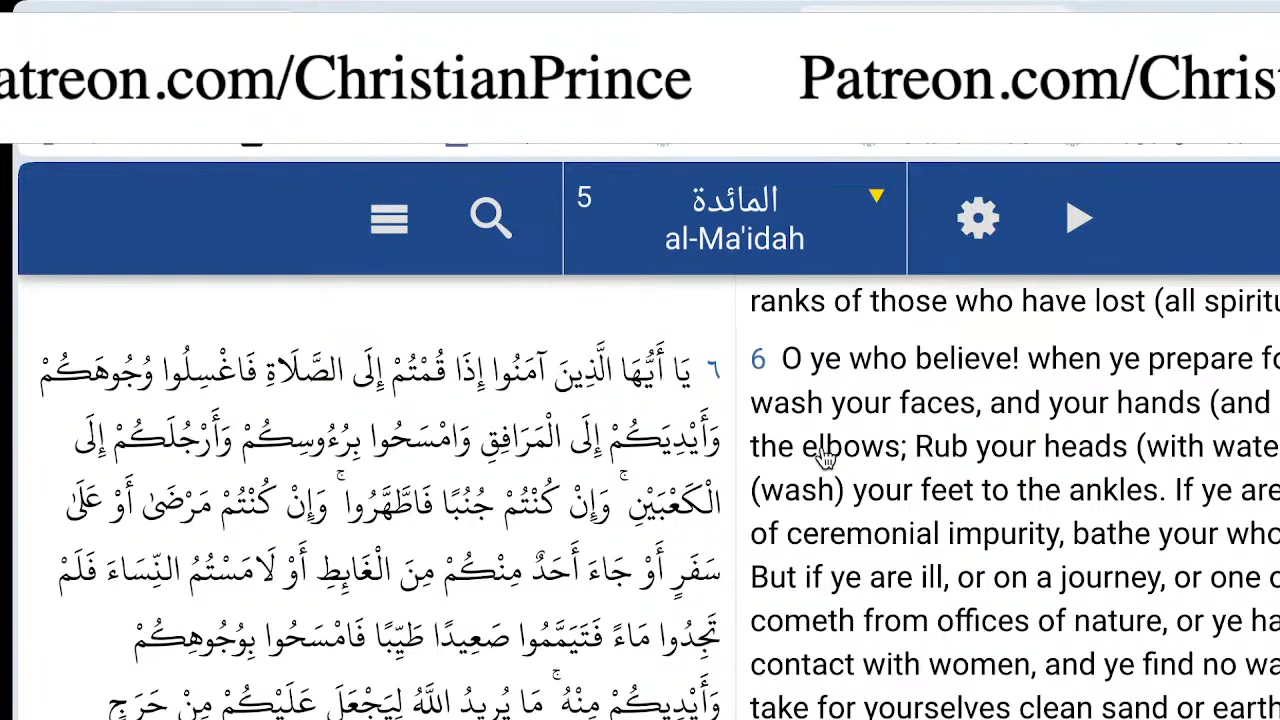 atreon.com/ChristianPrince Patreon.com/Chris
5
المائدة
al-Ma'idah
٦ يَا أَيُّهَا الَّذِينَ آمَنُوا إِذَا قُمْتُمْ إِلَى الصَّلَاةِ فَاغْسِلُوا وُجُوهَكُمْ
وَأَيْدِيَكُمْ إِلَى الْمَرَافِقِ وَامْسَحُوا بِرُءُوسِكُمْ وَأَرْجُلَكُمْ إِلَى
الْكَعْبَيْنِ ۚ وَإِنْ كُنْتُمْ جُنُبًا فَاطَّهَّرُوا ۚ وَإِنْ كُنْتُمْ مَرْضَىٰ أَوْ عَلَىٰ
سَفَرٍ أَوْ جَاءَ أَحَدٌ مِنْكُمْ مِنَ الْغَائِطِ أَوْ لَامَسْتُمُ النِّسَاءَ فَلَمْ
تَجِدُوا مَاءً فَتَيَمَّمُوا صَعِيدًا طَيِّبًا فَامْسَحُوا بِوُجُوهِكُمْ
وَأَيْدِيكُمْ مِنْهُ ۚ مَا يُرِيدُ اللَّهُ لِيَجْعَلَ عَلَيْكُمْ مِنْ حَرَجٍ
ranks of those who have lost (all spiritu
6 O ye who believe! when ye prepare fo
wash your faces, and your hands (and
the elbows; Rub your heads (with wate
(wash) your feet to the ankles. If ye are
of ceremonial impurity, bathe your who
But if ye are ill, or on a journey, or one o
cometh from offices of nature, or ye ha
contact with women, and ye find no wa
take for yourselves clean sand or earth